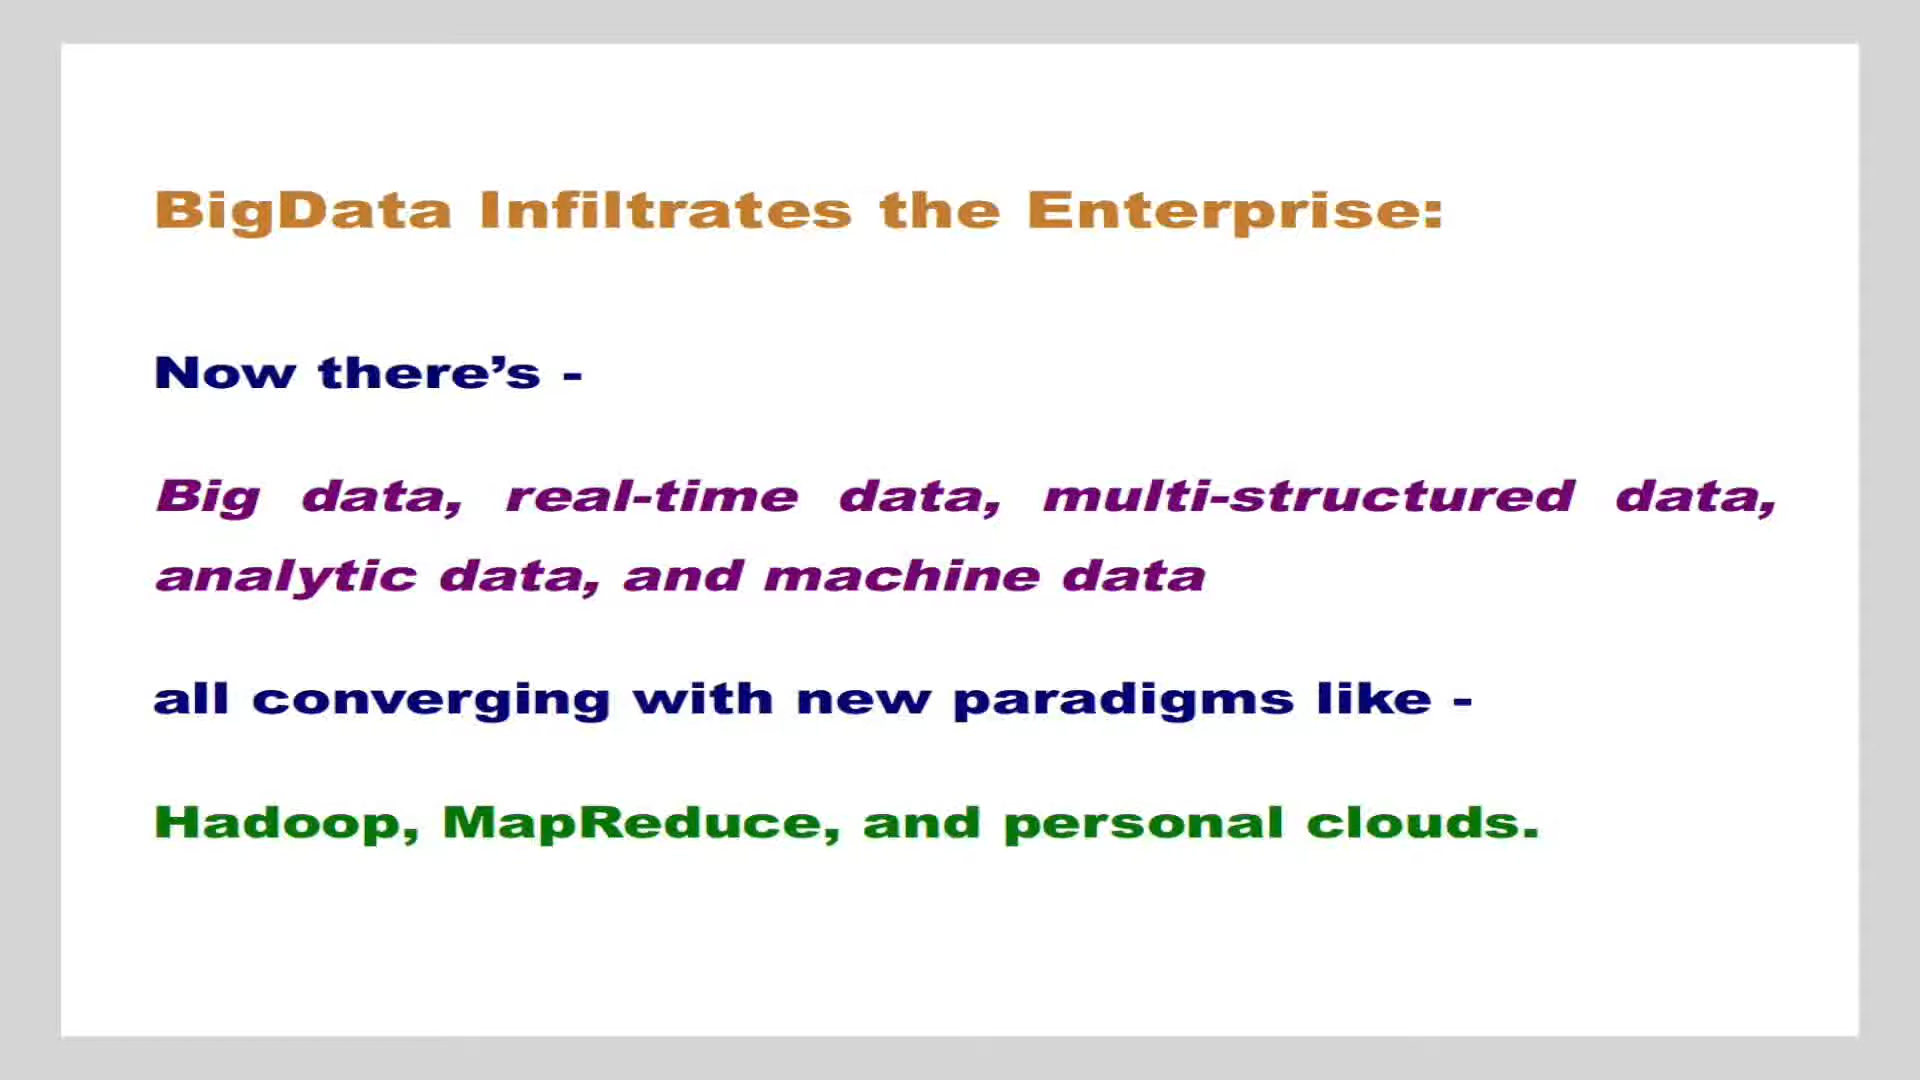 BigData Infiltrates the Enterprise:
Now there’s -
Big data, real-time data, multi-structured data,
analytic data, and machine data
all converging with new paradigms like -
Hadoop, MapReduce, and personal clouds.